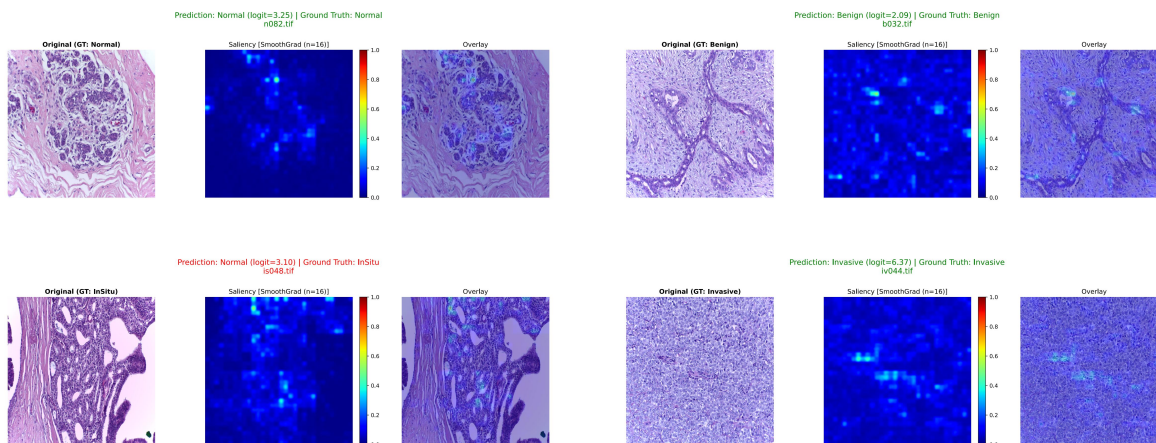 Prediction: Normal (logit=3.25) | Ground Truth: Normal
n082.tif
Original (GT: Normal)
Saliency [SmoothGrad (n=16)]
Overlay
1.0
0.8
0.6
0.4
0.2
0.0
Prediction: Benign (logit=2.09) | Ground Truth: Benign
b032.tif
Original (GT: Benign)
Saliency [SmoothGrad (n=16)]
Overlay
1.0
0.8
0.6
0.4
0.2
0.0
Prediction: Normal (logit=3.10) | Ground Truth: InSitu
is048.tif
Original (GT: InSitu)
Saliency [SmoothGrad (n=16)]
Overlay
1.0
0.8
0.6
0.4
0.2
0.0
Prediction: Invasive (logit=6.37) | Ground Truth: Invasive
iv044.tif
Original (GT: Invasive)
Saliency [SmoothGrad (n=16)]
Overlay
1.0
0.8
0.6
0.4
0.2
0.0